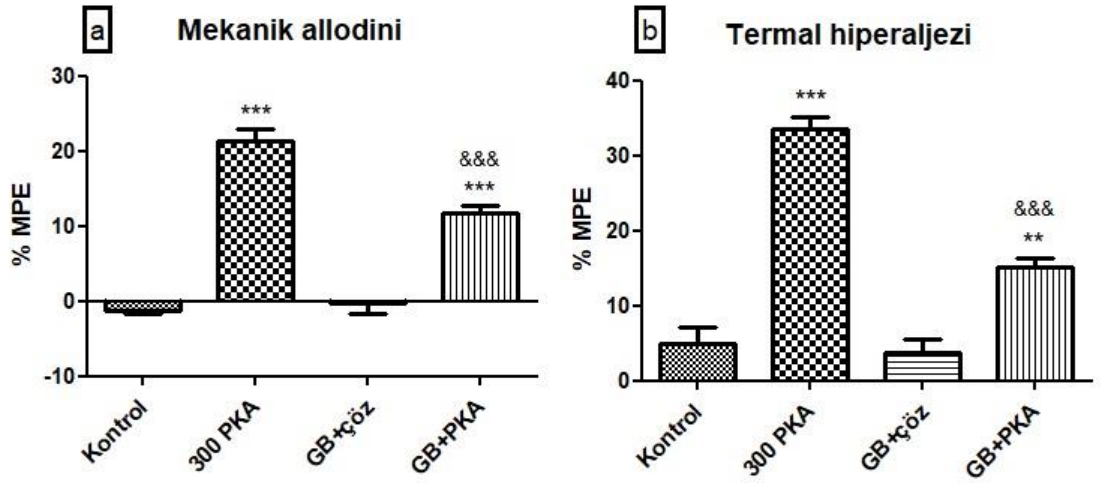 a
Mekanik allodini
30
20
10
0
-10
% MPE
***
&&&
***
Kontrol
300 PKA
GB+çöz
GB+PKA
b
Termal hiperaljezi
40
30
20
10
0
% MPE
***
&&&
**
Kontrol
300 PKA
GB+çöz
GB+PKA